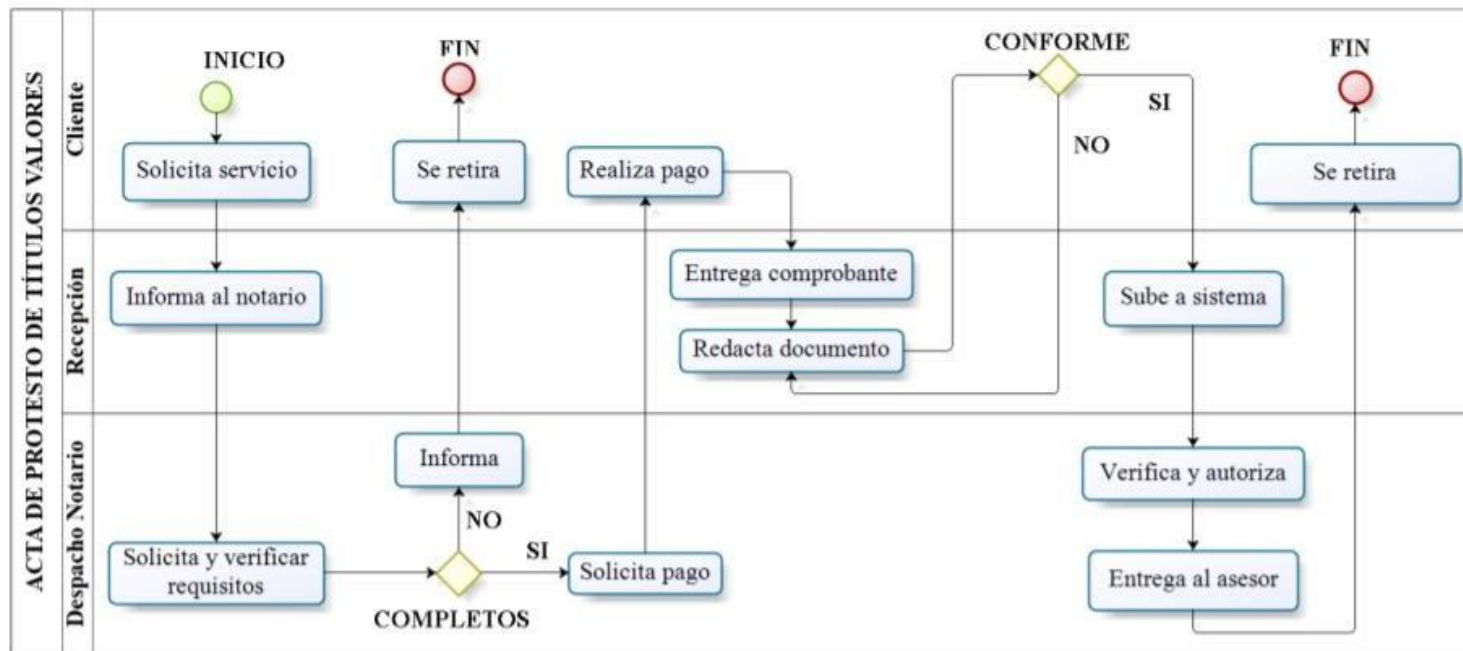 ACTA DE PROTESTO DE TÍTULOS VALORES
Cliente
INICIO
Solicita servicio
FIN
Se retira
Realiza pago
CONFORME
SI
NO
FIN
Se retira
Recepción
Informa al notario
Entrega comprobante
Redacta documento
Sube a sistema
Despacho Notario
Solicita y verificar
requisitos
Informa
NO
SI
COMPLETOS
Solicita pago
Verifica y autoriza
Entrega al asesor